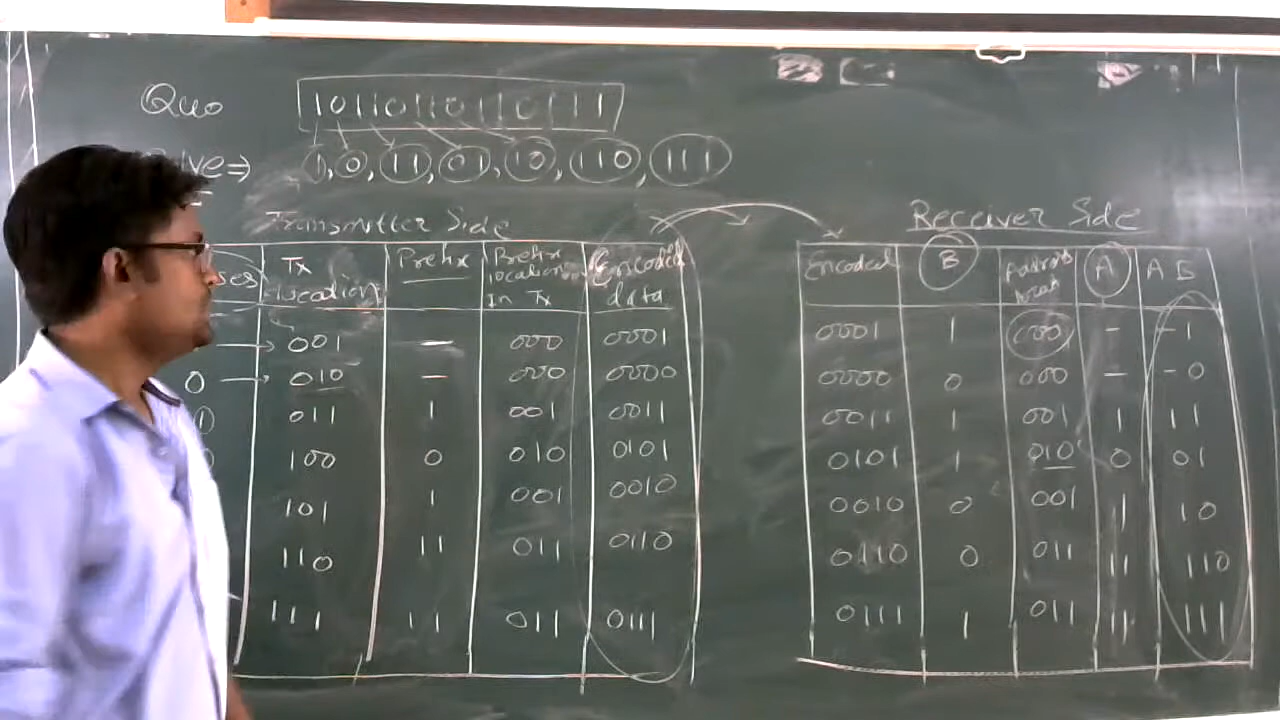 Quo 1011011011011
1, 0, 11, 01, 10, 110, 111
Transmitter Side
Receiver Side
Tx location Prefix Prefix location In Tx Encoded data
Encoded B Address A A B
001 — 000 0001
0001 1 000 – – 1
0 → 010 — 000 0000
0000 0 000 – – 0
011 1 001 0011
0011 1 001 1 11
100 0 010 0101
0101 1 010 0 01
101 1 001 0010
0010 0 001 1 10
110 11 011 0110
0110 0 011 11 110
111 11 011 0111
0111 1 011 11 111